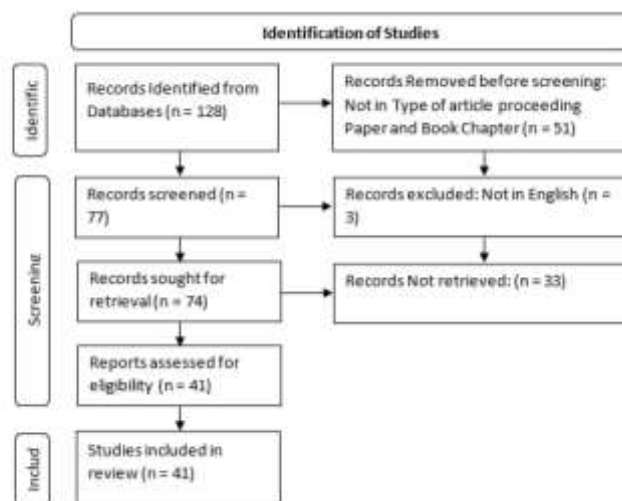 Identification of Studies
Identific
Records Identified from
Databases (n = 128)
Records Removed before screening:
Not in Type of article proceeding
Paper and Book Chapter (n = 51)
Screening
Records screened (n =
77)
Records excluded: Not in English (n =
3)
Records sought for
retrieval (n = 74)
Records Not retrieved: (n = 33)
Reports assessed for
eligibility (n = 41)
Includ
Studies included in
review (n = 41)